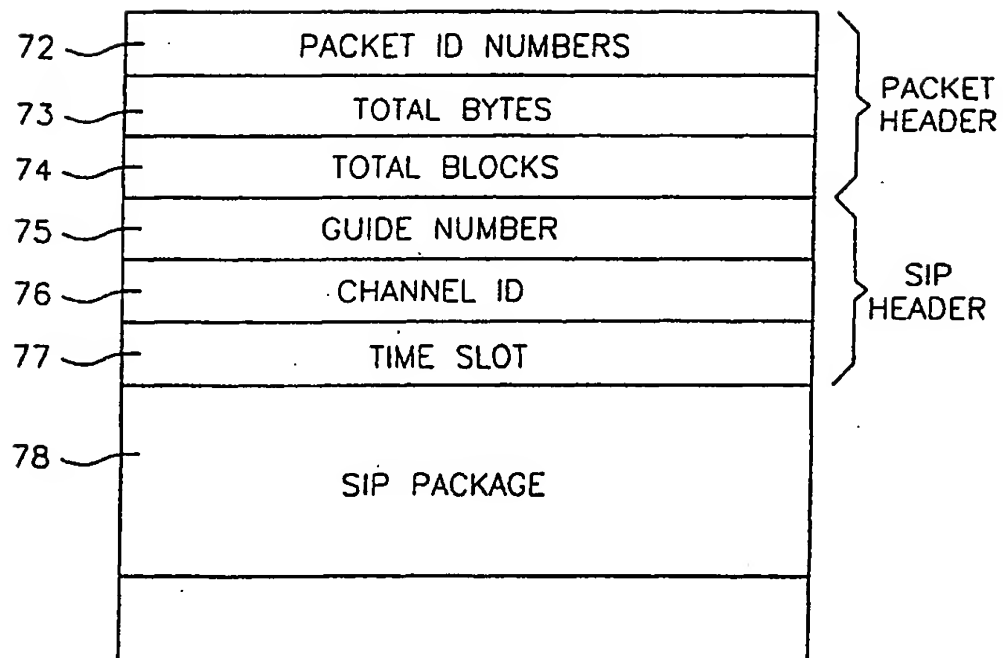 72 PACKET ID NUMBERS
73 TOTAL BYTES
74 TOTAL BLOCKS
PACKET
HEADER
75 GUIDE NUMBER
76 CHANNEL ID
77 TIME SLOT
SIP
HEADER
78 SIP PACKAGE